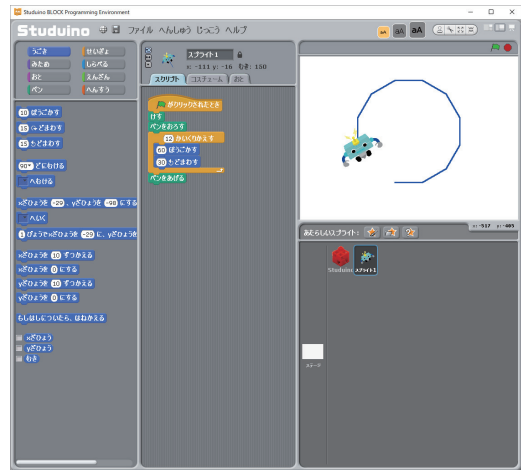 Studuino BLOCK Programming Environment
Studuino ファイル へんしゅう じっこう ヘルプ
aA aA aA
うごき せいぎょ
みため しらべる
おと えんざん
ペン へんすう
スプライト1
x: -111 y: -16 むき: 150
スクリプト コスチューム おと
10 ほうごかす
15 どまわす
15 どまわす
90 どにむける
へむける
xざひょうを -29 、yざひょうを -98 にする
へいく
1 びょうでxざひょうを -29 に、yざひょうを
xざひょうを 10 ずつかえる
xざひょうを 0 にする
yざひょうを 10 ずつかえる
yざひょうを 0 にする
もしはしについたら、はねかえる
xざひょう
yざひょう
むき
がクリックされたとき
けす
ペンをおろす
12 かいくりかえす
60 ほうごかす
30 どまわす
ペンをあげる
x: -517 y: -405
あたらしいスプライト:
Studuino スプライト1
ステージ